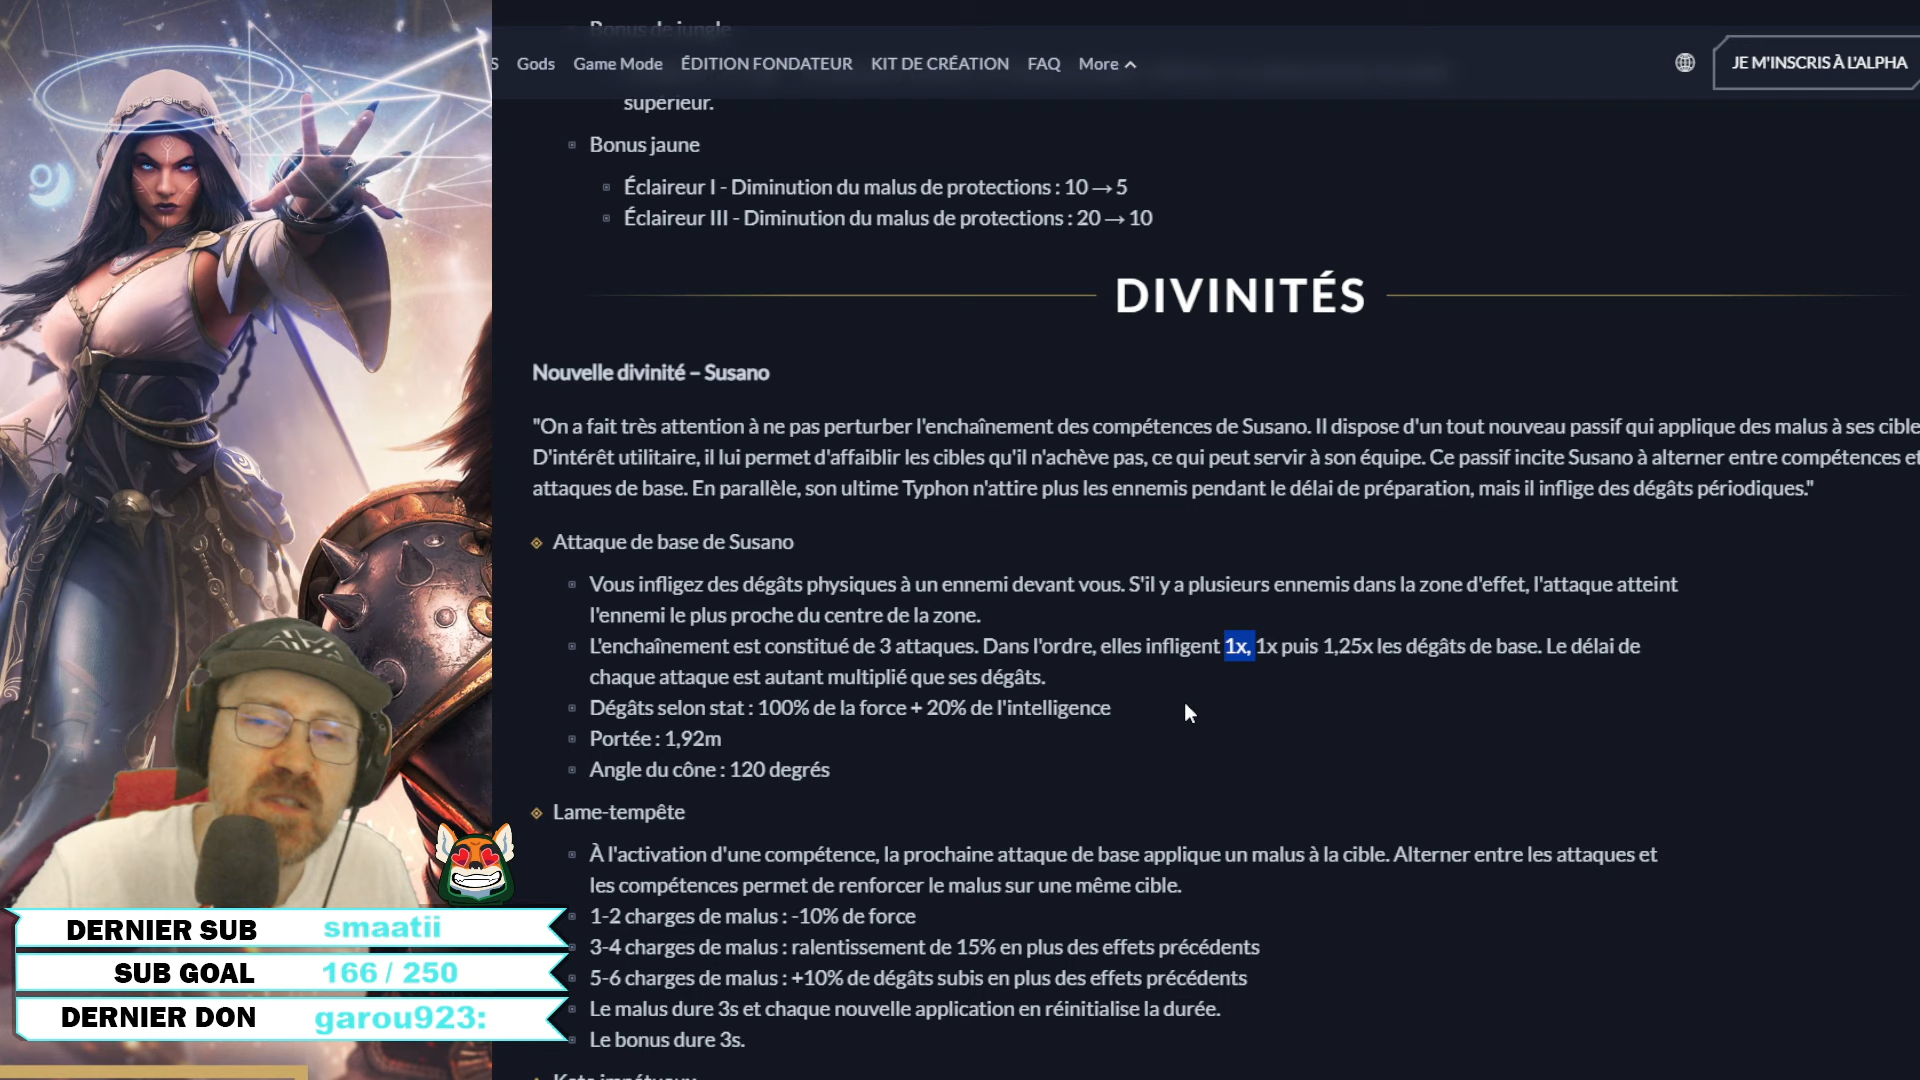 Bonus de jungle
Gods Game Mode ÉDITION FONDATEUR KIT DE CRÉATION FAQ More
JE M'INSCRIS À L'ALPHA
supérieur.
Bonus jaune
Éclaireur I - Diminution du malus de protections : 10 → 5
Éclaireur III - Diminution du malus de protections : 20 → 10
DIVINITÉS
Nouvelle divinité – Susano
"On a fait très attention à ne pas perturber l'enchaînement des compétences de Susano. Il dispose d'un tout nouveau passif qui applique des malus à ses cible
D'intérêt utilitaire, il lui permet d'affaiblir les cibles qu'il n'achève pas, ce qui peut servir à son équipe. Ce passif incite Susano à alterner entre compétences et
attaques de base. En parallèle, son ultime Typhon n'attire plus les ennemis pendant le délai de préparation, mais il inflige des dégâts périodiques."
Attaque de base de Susano
Vous infligez des dégâts physiques à un ennemi devant vous. S'il y a plusieurs ennemis dans la zone d'effet, l'attaque atteint
l'ennemi le plus proche du centre de la zone.
L'enchaînement est constitué de 3 attaques. Dans l'ordre, elles infligent 1x, 1x puis 1,25x les dégâts de base. Le délai de
chaque attaque est autant multiplié que ses dégâts.
Dégâts selon stat : 100% de la force + 20% de l'intelligence
Portée : 1,92m
Angle du cône : 120 degrés
Lame-tempête
À l'activation d'une compétence, la prochaine attaque de base applique un malus à la cible. Alterner entre les attaques et
les compétences permet de renforcer le malus sur une même cible.
1-2 charges de malus : -10% de force
3-4 charges de malus : ralentissement de 15% en plus des effets précédents
5-6 charges de malus : +10% de dégâts subis en plus des effets précédents
Le malus dure 3s et chaque nouvelle application en réinitialise la durée.
Le bonus dure 3s.
DERNIER SUB smaatii
SUB GOAL 166 / 250
DERNIER DON garou923: